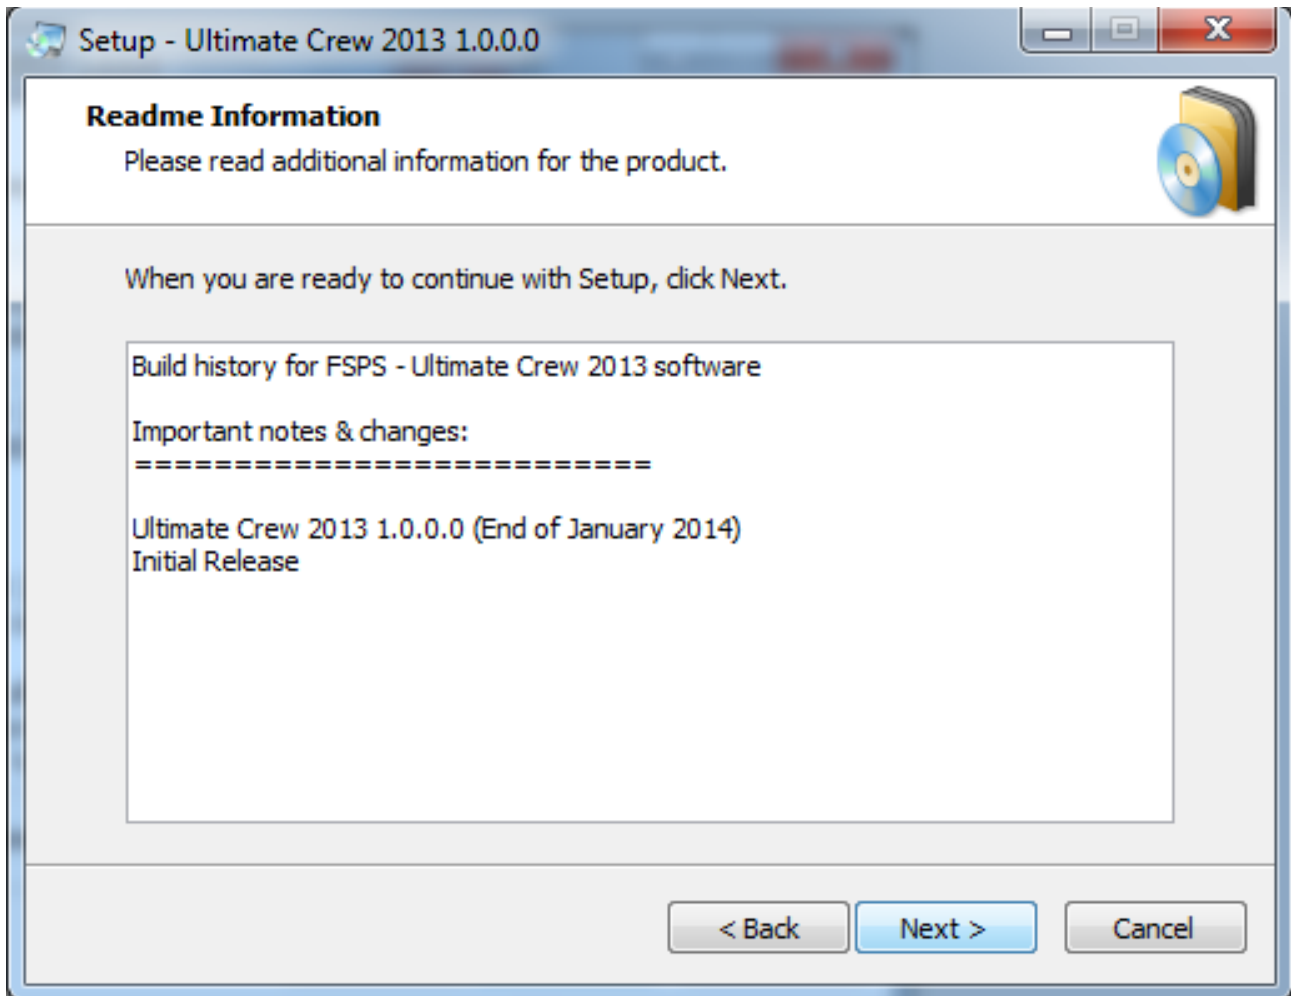 Setup - Ultimate Crew 2013 1.0.0.0
Readme Information
Please read additional information for the product.
When you are ready to continue with Setup, click Next.
Build history for FSPS - Ultimate Crew 2013 software
Important notes & changes:
==========================
Ultimate Crew 2013 1.0.0.0 (End of January 2014)
Initial Release
< Back
Next >
Cancel